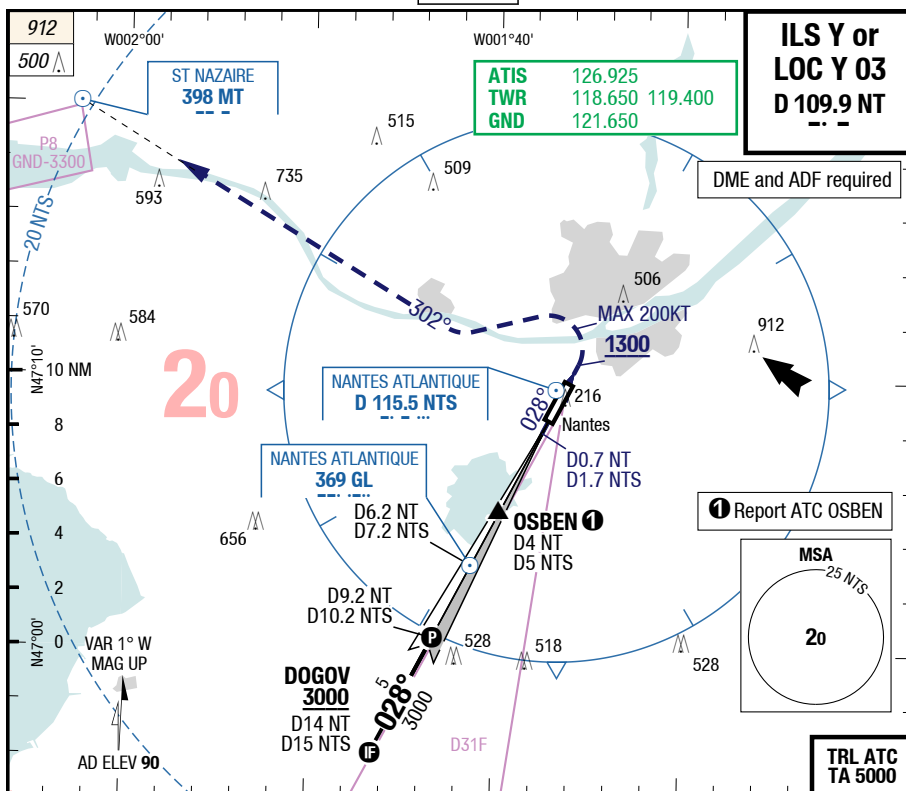 912
500
W002°00'
W001°40'
ILS Y or
LOC Y 03
D 109.9 NT
ST NAZAIRE
398 MT
ATIS 126.925
TWR 118.650 119.400
GND 121.650
P8
GND-3300
515
509
DME and ADF required
593
735
20 NTS
506
570
584
302°
MAX 200KT
1300
912
N47°10'
10 NM
20
NANTES ATLANTIQUE
D 115.5 NTS
028°
216
Nantes
8
D0.7 NT
D1.7 NTS
NANTES ATLANTIQUE
369 GL
6
D6.2 NT
D7.2 NTS
OSBEN 1
D4 NT
D5 NTS
1 Report ATC OSBEN
656
4
MSA
25 NTS
20
2
D9.2 NT
D10.2 NTS
P
N47°00'
0
VAR 1° W
MAG UP
528
518
528
DOGOV
3000
5
028°
3000
D14 NT
D15 NTS
IF
D31F
AD ELEV 90
TRL ATC
TA 5000